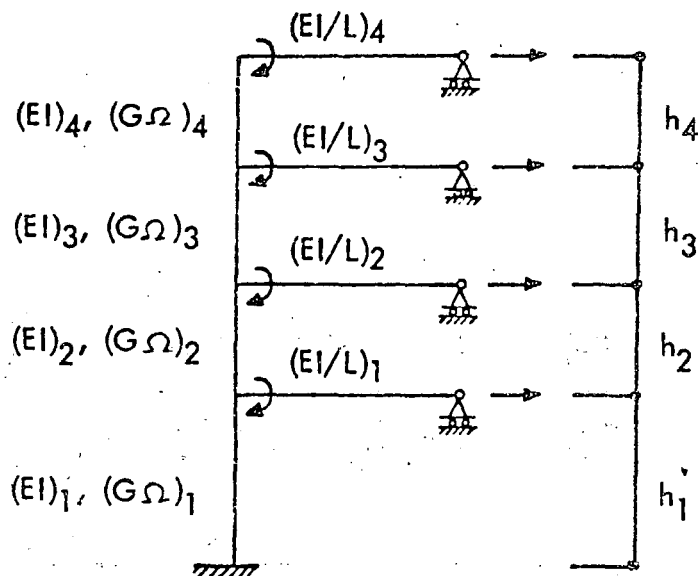 (EI/L)4
(EI)4, (GΩ)4
h4
(EI/L)3
(EI)3, (GΩ)3
h3
(EI/L)2
(EI)2, (GΩ)2
h2
(EI/L)1
(EI)1, (GΩ)1
h1